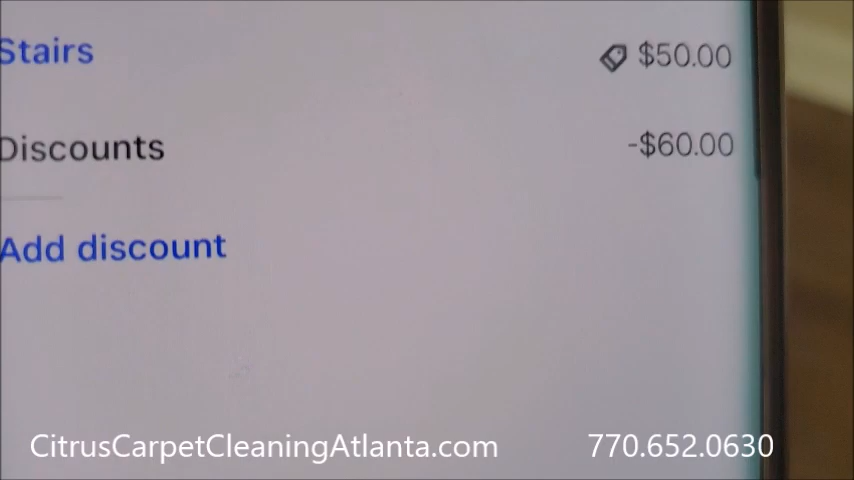 Stairs $50.00
Discounts -$60.00
Add discount
CitrusCarpetCleaningAtlanta.com 770.652.0630